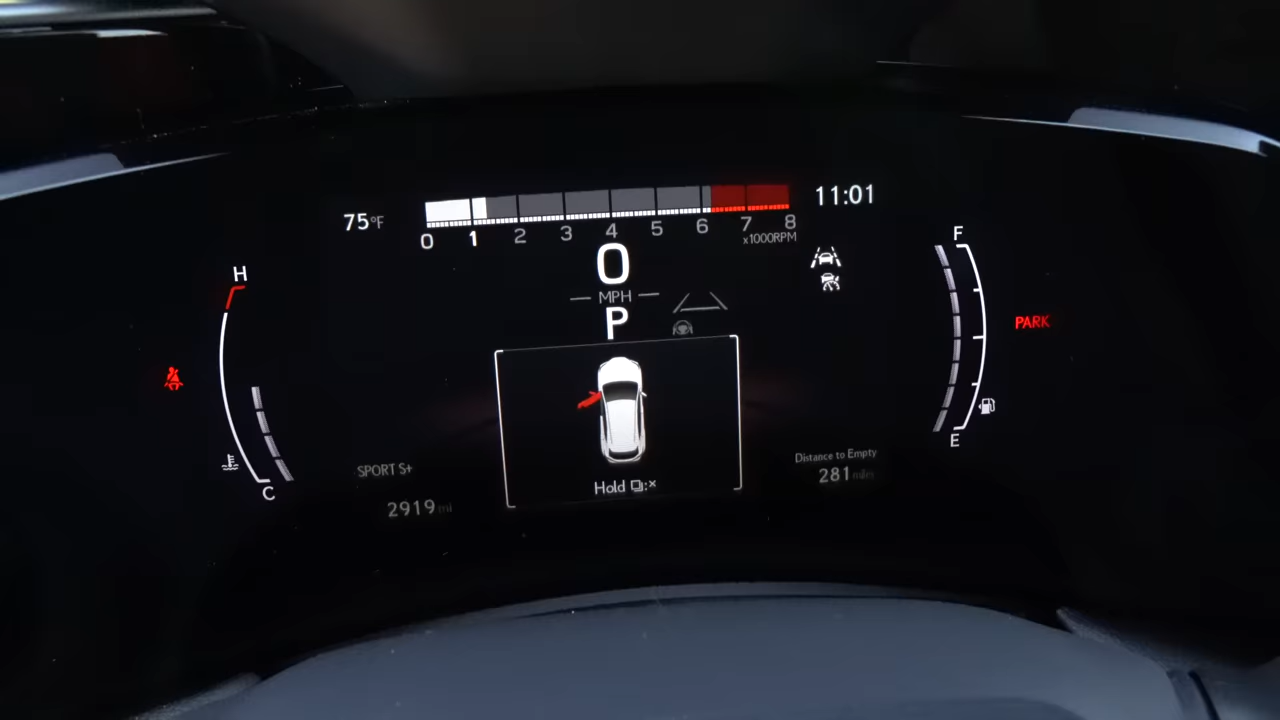 75°F
11:01
0 1 2 3 4 5 6 7 8
x1000RPM
0
MPH
P
H
C
F
E
PARK
SPORT S+
2919 mi
Hold :×
Distance to Empty
281 miles